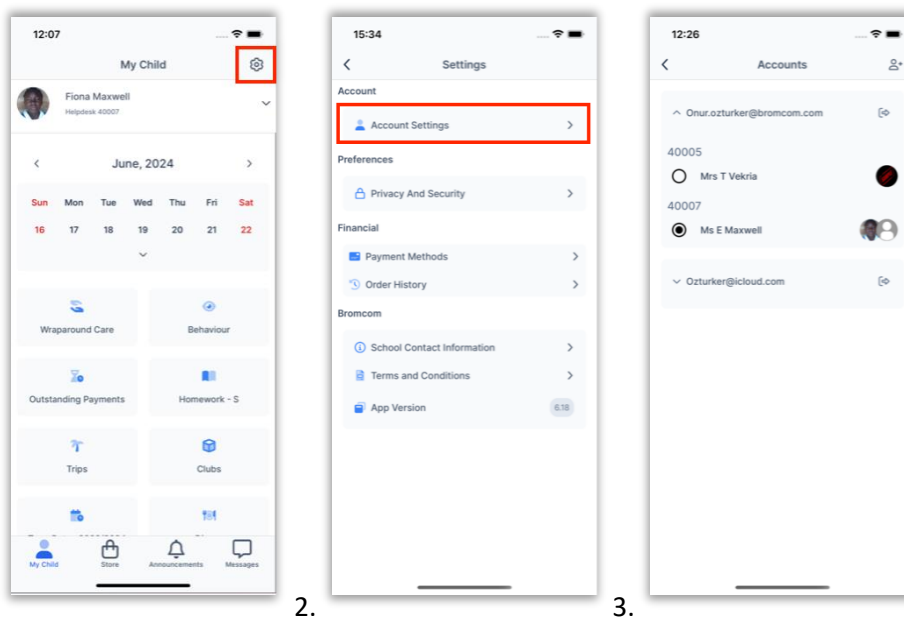 12:07
My Child
Fiona Maxwell
Helpdesk 40007
June, 2024
Sun Mon Tue Wed Thu Fri Sat
16 17 18 19 20 21 22
Wraparound Care Behaviour
Outstanding Payments Homework - S
Trips Clubs
My Child Store Announcements Messages
2.
15:34
Settings
Account
Account Settings
Preferences
Privacy And Security
Financial
Payment Methods
Order History
Bromcom
School Contact Information
Terms and Conditions
App Version 6.18
3.
12:26
Accounts
Onur.ozturker@bromcom.com
40005
Mrs T Vekria
40007
Ms E Maxwell
Ozturker@icloud.com